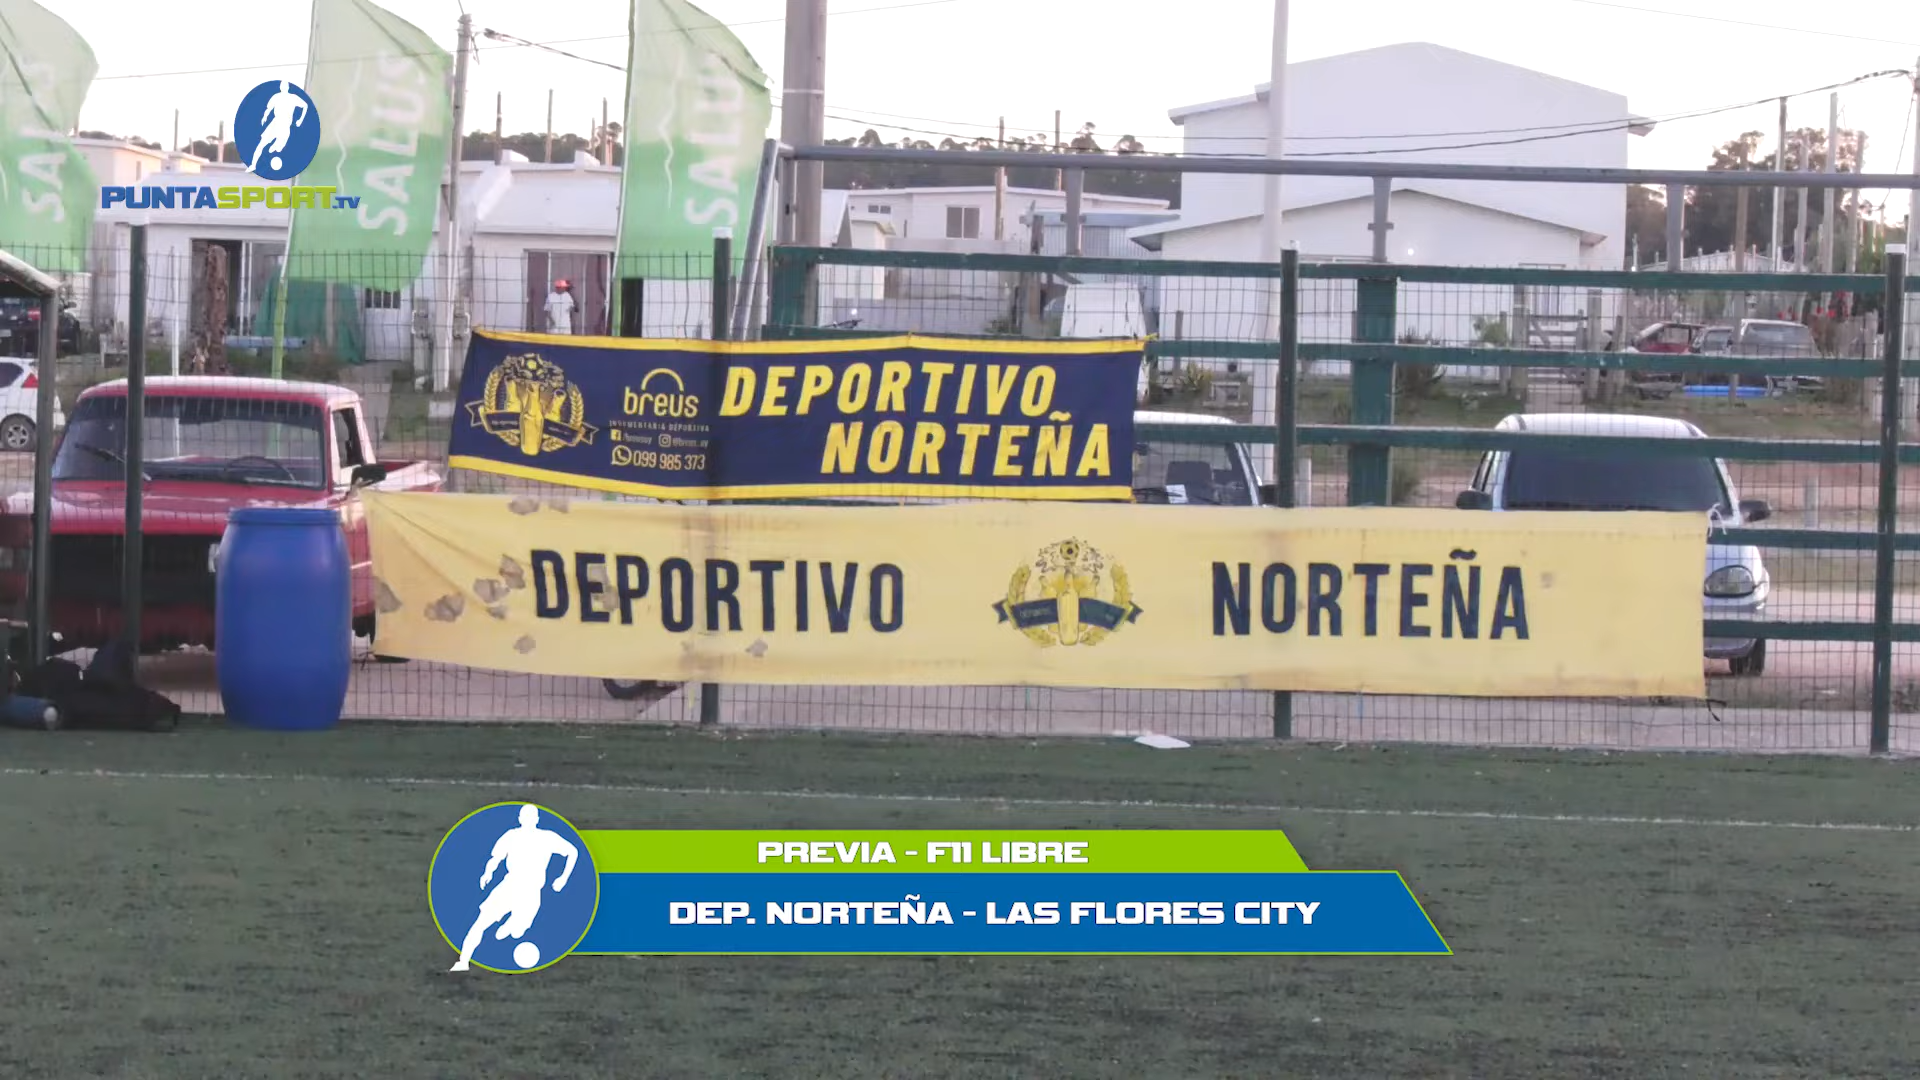 SALUS
SALUS
SALUS
PUNTASPORT.TV
breus
INDUMENTARIA DEPORTIVA
099 985 373
DEPORTIVO
NORTEÑA
DEPORTIVO NORTEÑA
PREVIA - F11 LIBRE
DEP. NORTEÑA - LAS FLORES CITY